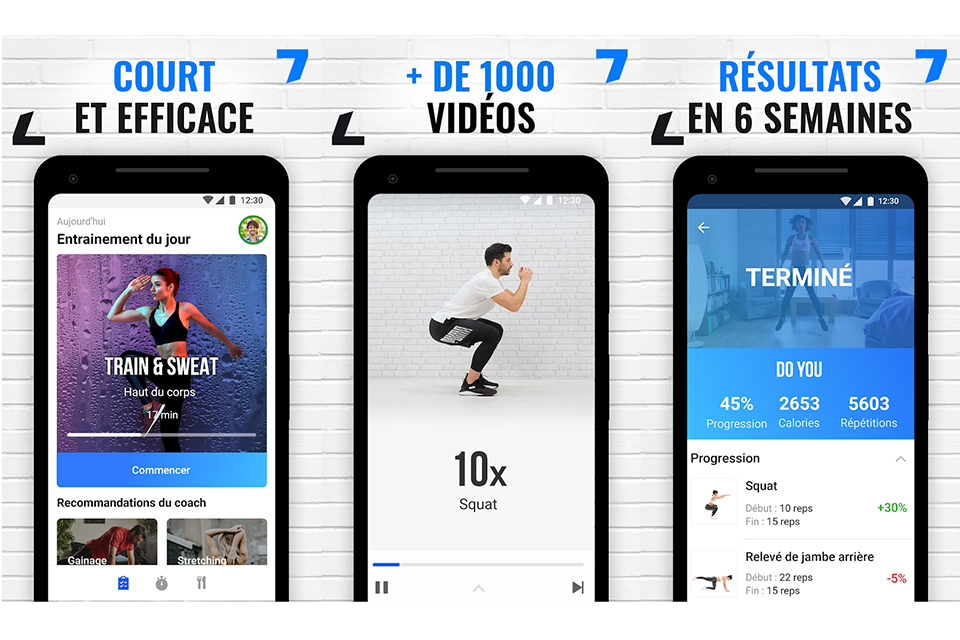 COURT
ET EFFICACE
12:30
Aujourd'hui
Entrainement du jour
TRAIN & SWEAT
Haut du corps
17 min
Commencer
Recommandations du coach
Gainage
Stretching
+ DE 1000
VIDÉOS
12:30
10x
Squat
RÉSULTATS
EN 6 SEMAINES
12:30
TERMINÉ
DO YOU
45% 2653 5603
Progression Calories Répétitions
Progression
Squat
Début : 10 reps
+30%
Fin : 15 reps
Relevé de jambe arrière
Début : 22 reps
-5%
Fin : 15 reps